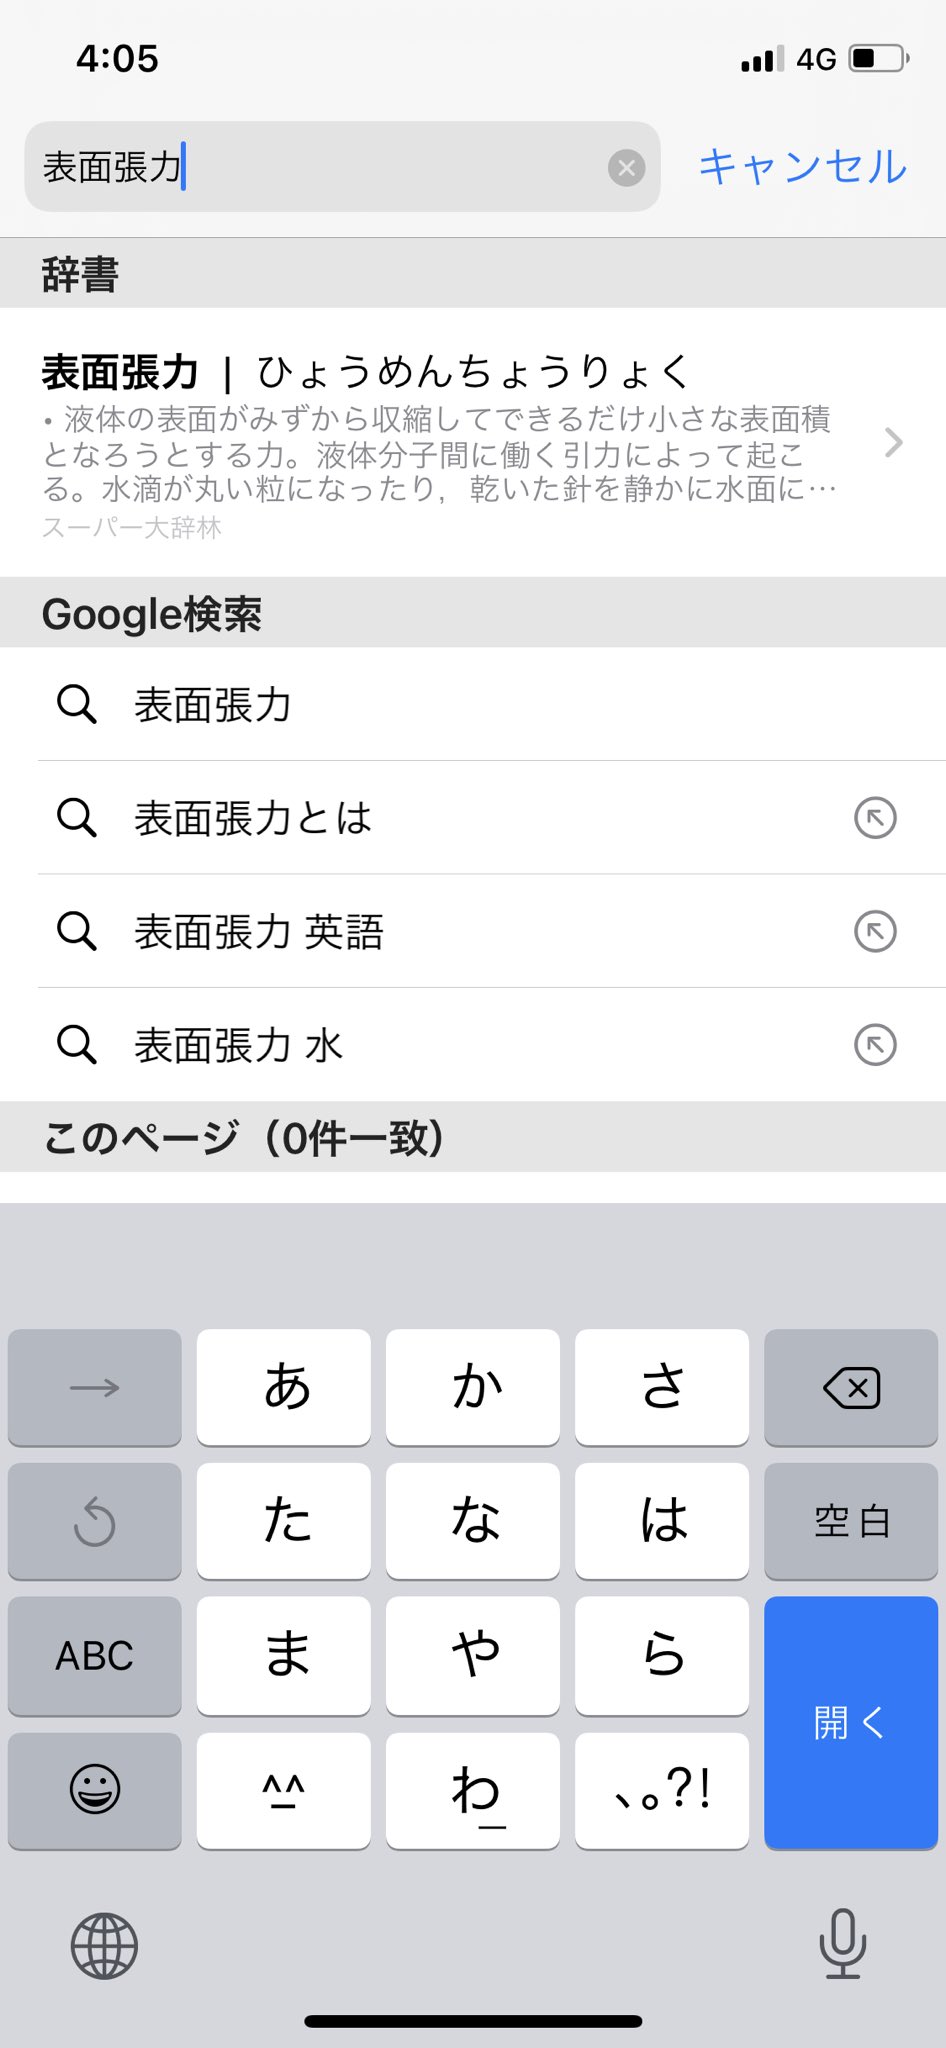 4:05
4G
表面張力
キャンセル
辞書
表面張力 | ひょうめんちょうりょく
• 液体の表面がみずから収縮してできるだけ小さな表面積
となろうとする力。液体分子間に働く引力によって起こ
る。水滴が丸い粒になったり，乾いた針を静かに水面に…
スーパー大辞林
Google検索
表面張力
表面張力とは
表面張力 英語
表面張力 水
このページ（0件一致）
→ あ か さ
た な は 空白
ABC ま や ら
開く
^^ わ_ 、。?!